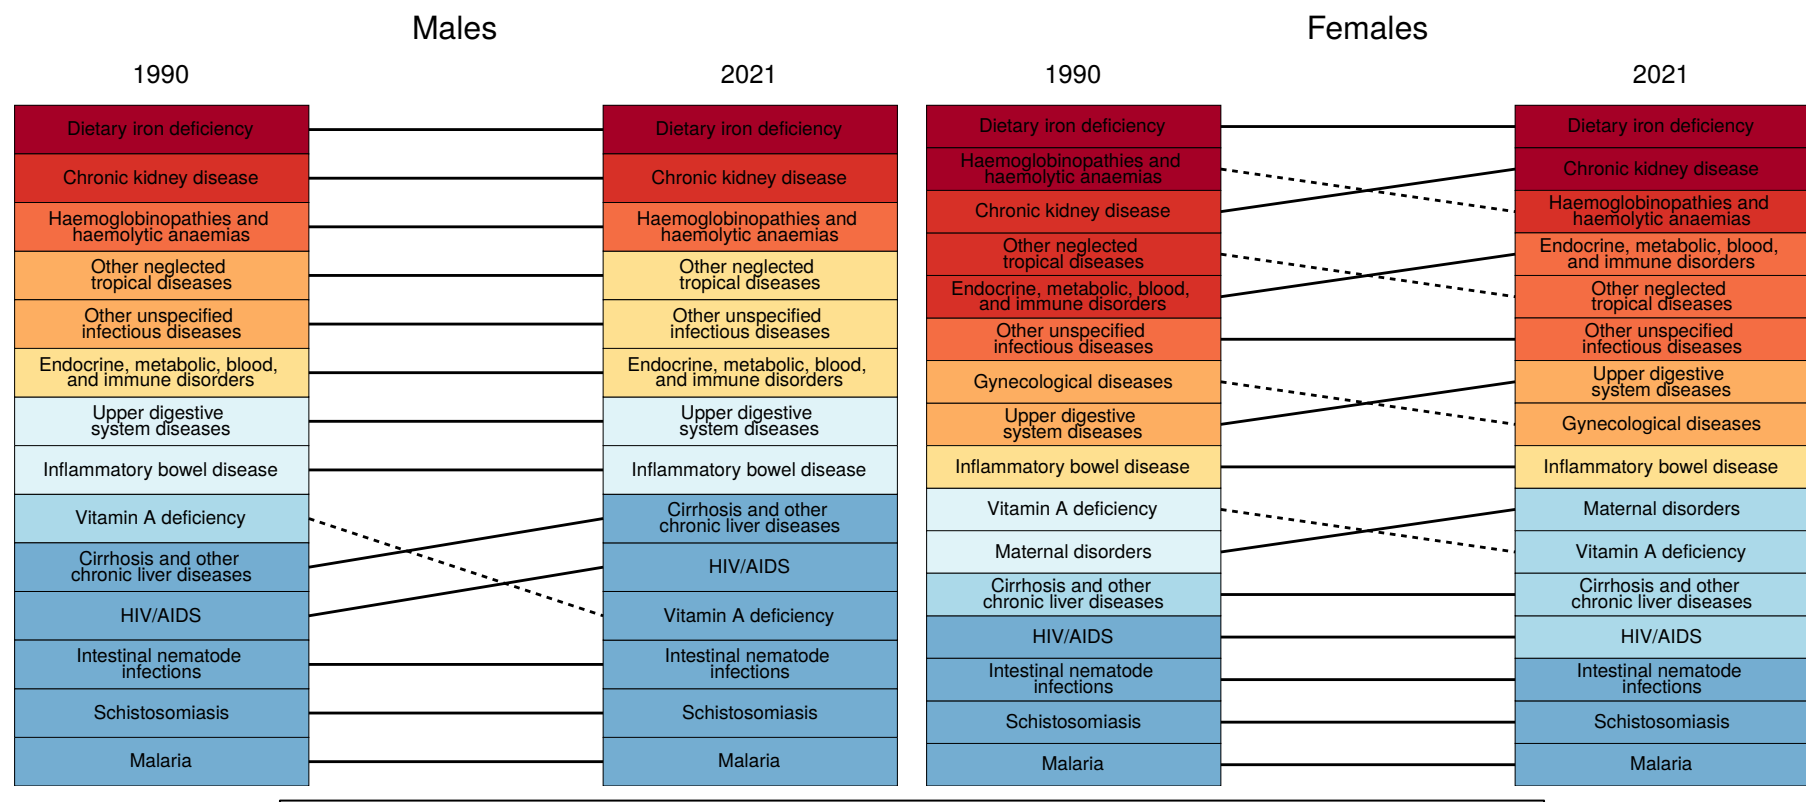 Males
1990
2021
Dietary iron deficiency
Chronic kidney disease
Haemoglobinopathies and
haemolytic anaemias
Other neglected
tropical diseases
Other unspecified
infectious diseases
Endocrine, metabolic, blood,
and immune disorders
Upper digestive
system diseases
Inflammatory bowel disease
Vitamin A deficiency
Cirrhosis and other
chronic liver diseases
HIV/AIDS
Intestinal nematode
infections
Schistosomiasis
Malaria
Dietary iron deficiency
Chronic kidney disease
Haemoglobinopathies and
haemolytic anaemias
Other neglected
tropical diseases
Other unspecified
infectious diseases
Endocrine, metabolic, blood,
and immune disorders
Upper digestive
system diseases
Inflammatory bowel disease
Cirrhosis and other
chronic liver diseases
HIV/AIDS
Vitamin A deficiency
Intestinal nematode
infections
Schistosomiasis
Malaria
Females
1990
2021
Dietary iron deficiency
Haemoglobinopathies and
haemolytic anaemias
Chronic kidney disease
Other neglected
tropical diseases
Endocrine, metabolic, blood,
and immune disorders
Other unspecified
infectious diseases
Gynecological diseases
Upper digestive
system diseases
Inflammatory bowel disease
Vitamin A deficiency
Maternal disorders
Cirrhosis and other
chronic liver diseases
HIV/AIDS
Intestinal nematode
infections
Schistosomiasis
Malaria
Dietary iron deficiency
Chronic kidney disease
Haemoglobinopathies and
haemolytic anaemias
Endocrine, metabolic, blood,
and immune disorders
Other neglected
tropical diseases
Other unspecified
infectious diseases
Upper digestive
system diseases
Gynecological diseases
Inflammatory bowel disease
Maternal disorders
Vitamin A deficiency
Cirrhosis and other
chronic liver diseases
HIV/AIDS
Intestinal nematode
infections
Schistosomiasis
Malaria